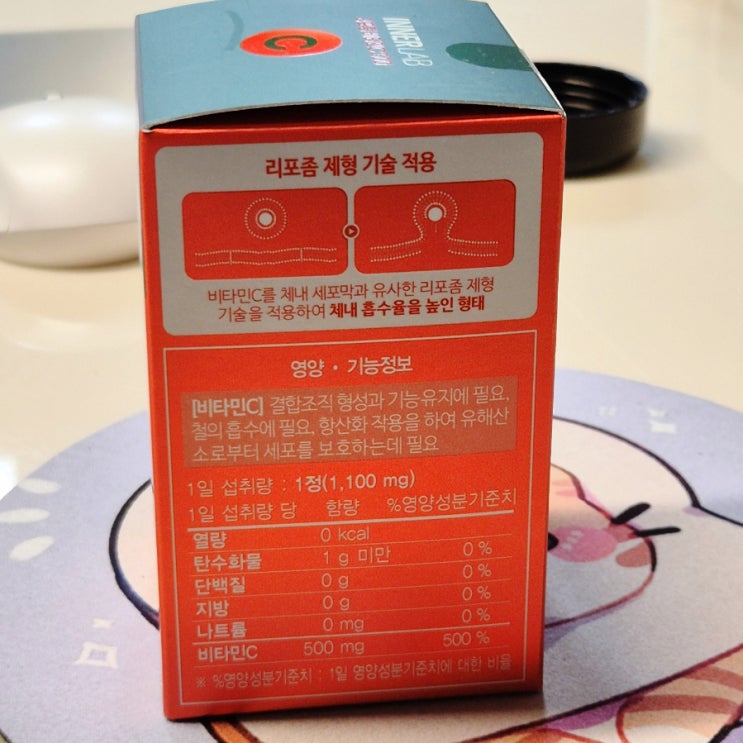 INNERLAB
C
리포좀 제형 기술 적용
비타민C를 체내 세포막과 유사한 리포좀 제형
기술을 적용하여 체내 흡수율을 높인 형태
영양 · 기능정보
[비타민C] 결합조직 형성과 기능유지에 필요,
철의 흡수에 필요, 항산화 작용을 하여 유해산
소로부터 세포를 보호하는데 필요
1일 섭취량 : 1정(1,100 mg)
1일 섭취량 당 함량 %영양성분기준치
열량 0 kcal
탄수화물 1 g 미만 0 %
단백질 0 g 0 %
지방 0 g 0 %
나트륨 0 mg 0 %
비타민C 500 mg 500 %
※ %영양성분기준치 : 1일 영양성분기준치에 대한 비율